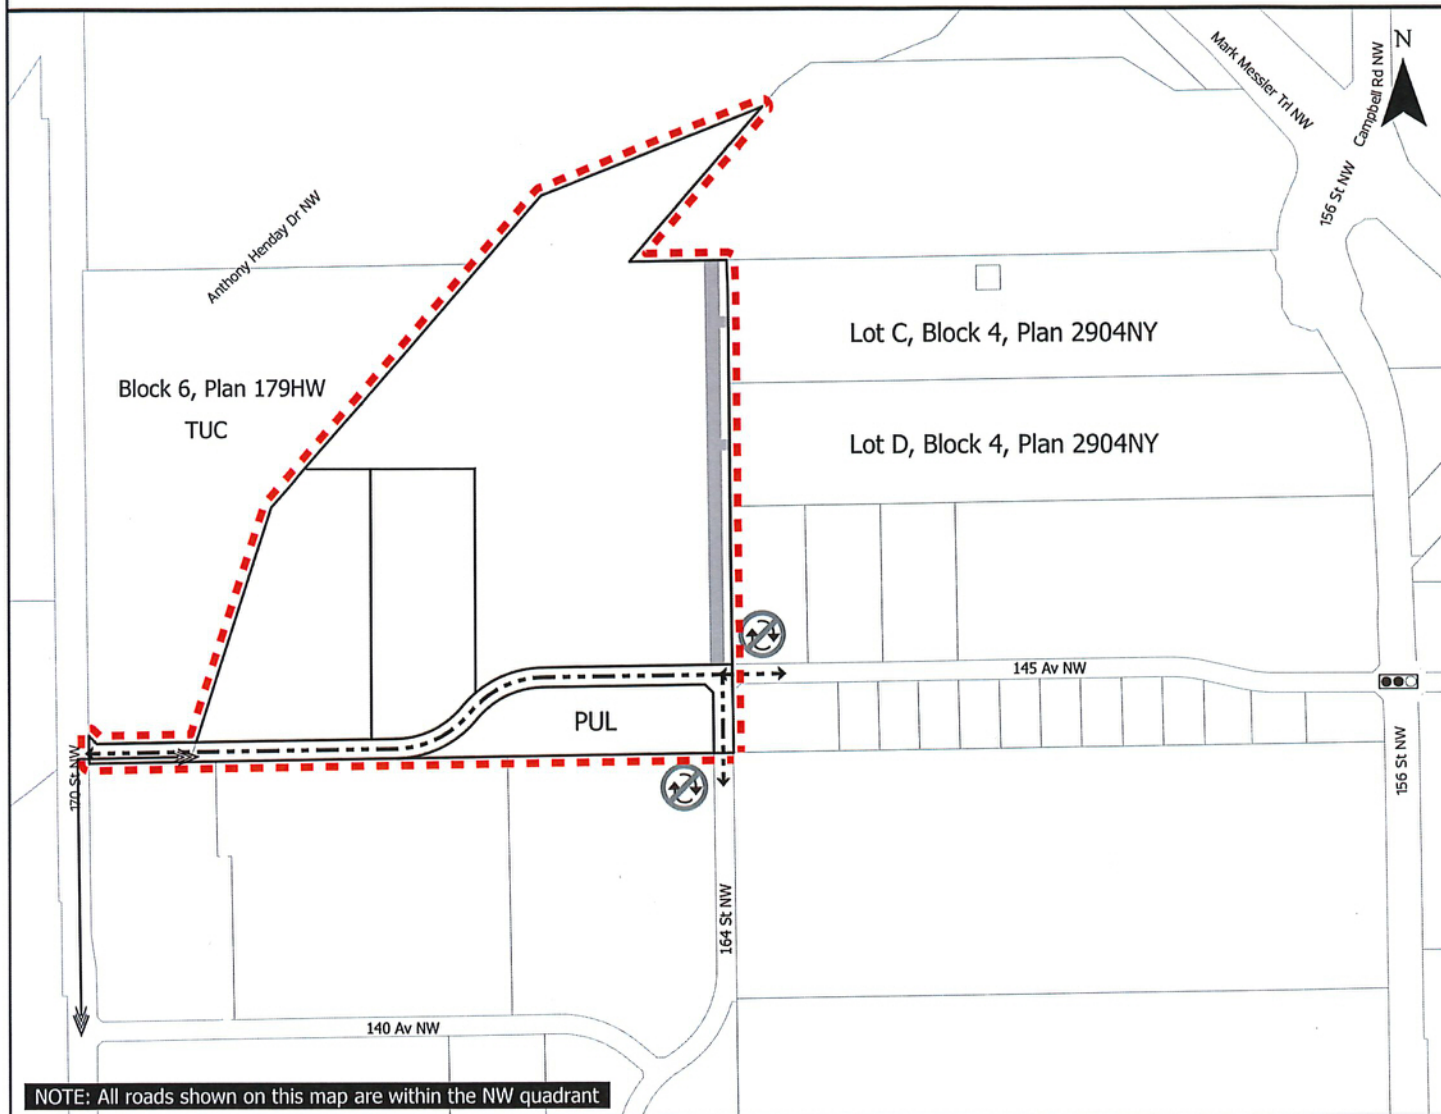 Mark Messier Trl NW
Campbell Rd NW
N
156 St NW
Anthony Henday Dr NW
Lot C, Block 4, Plan 2904NY
Block 6, Plan 179HW
TUC
Lot D, Block 4, Plan 2904NY
145 Av NW
PUL
170 St NW
156 St NW
164 St NW
140 Av NW
NOTE: All roads shown on this map are within the NW quadrant